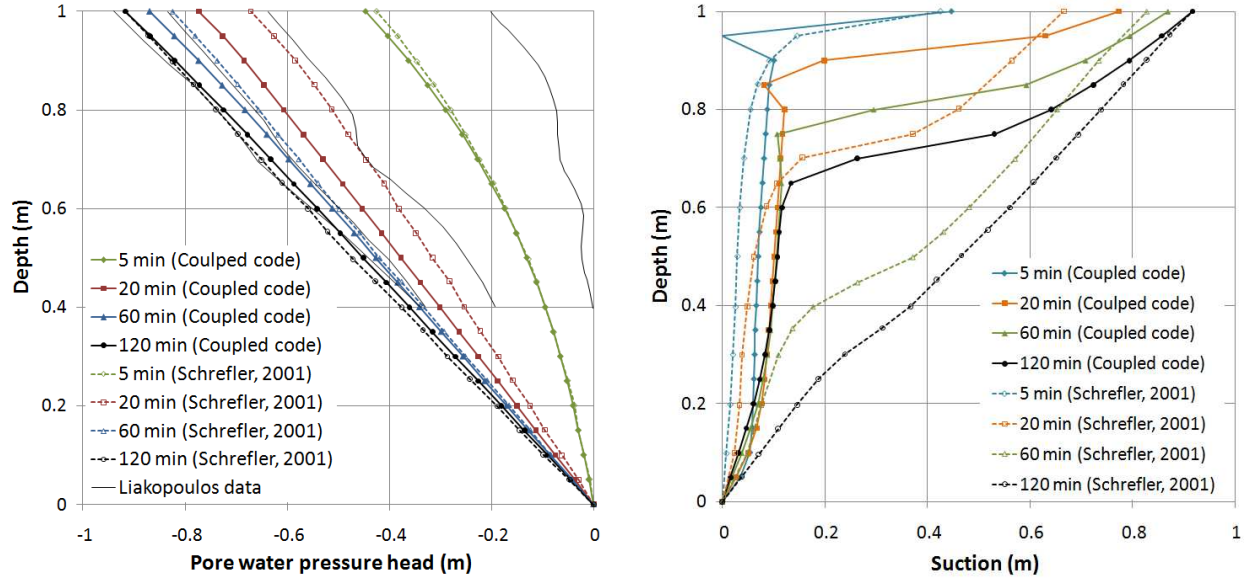 1
0.8
0.6
0.4
0.2
0
Depth (m)
-1
-0.8
-0.6
-0.4
-0.2
0
Pore water pressure head (m)
5 min (Coulped code)
20 min (Coupled code)
60 min (Coupled code)
120 min (Coupled code)
5 min (Schrefler, 2001)
20 min (Schrefler, 2001)
60 min (Schrefler, 2001)
120 min (Schrefler, 2001)
Liakopoulos data
1
0.8
0.6
0.4
0.2
0
Depth (m)
0
0.2
0.4
0.6
0.8
1
Suction (m)
5 min (Coupled code)
20 min (Coulped code)
60 min (Coupled code)
120 min (Coupled code)
5 min (Schrefler, 2001)
20 min (Schrefler, 2001)
60 min (Schrefler, 2001)
120 min (Schrefler, 2001)